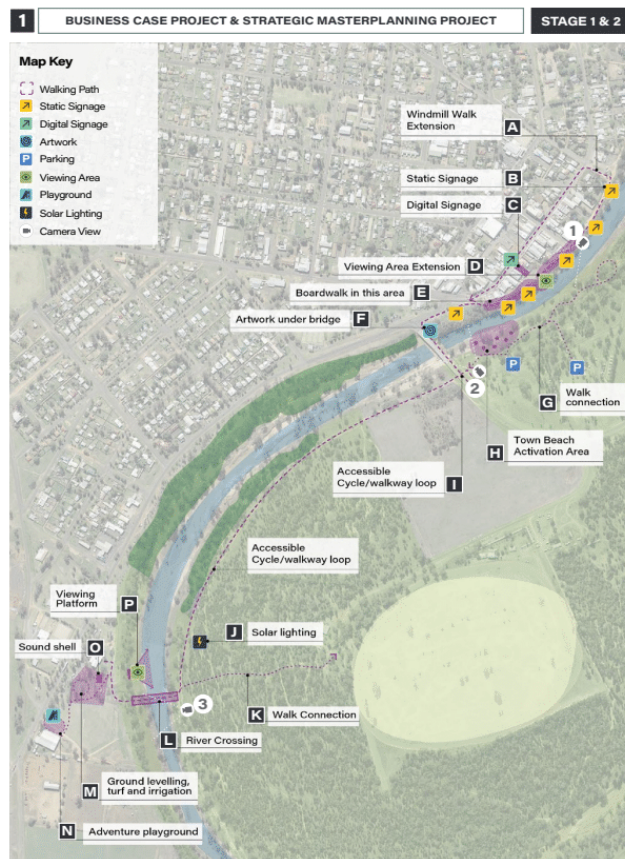 1 BUSINESS CASE PROJECT & STRATEGIC MASTERPLANNING PROJECT STAGE 1 & 2
Map Key
Walking Path
Static Signage
Digital Signage
Artwork
P Parking
Viewing Area
Playground
Solar Lighting
Camera View
Windmill Walk
Extension
A
Static Signage
B
Digital Signage
C
1
Viewing Area Extension
D
Boardwalk in this area
E
Artwork under bridge
F
P
P
2
G
Walk
connection
H
Town Beach
Activation Area
Accessible
Cycle/walkway loop
I
Accessible
Cycle/walkway loop
Viewing
Platform
P
J
Solar lighting
Sound shell
O
3
K
Walk Connection
L
River Crossing
M
Ground levelling,
turf and irrigation
N
Adventure playground